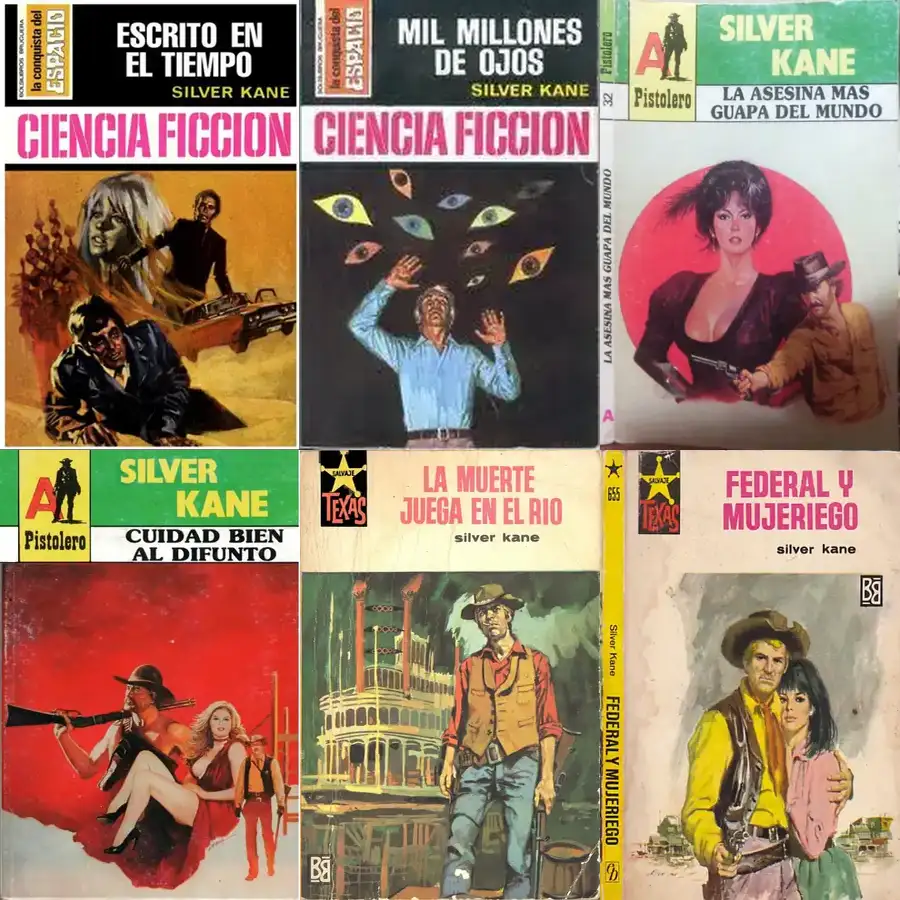 BOLSILIBROS BRUGUERA
la conquista del
ESPACIO
ESCRITO EN
EL TIEMPO
SILVER KANE
CIENCIA FICCION
BOLSILIBROS BRUGUERA
la conquista del
ESPACIO
MIL MILLONES
DE OJOS
SILVER KANE
CIENCIA FICCION
Pistolero
32
LA ASESINA MAS GUAPA DEL MUNDO
A
A
Pistolero
SILVER
KANE
LA ASESINA MAS
GUAPA DEL MUNDO
A
Pistolero
SILVER
KANE
CUIDAD BIEN
AL DIFUNTO
SALVAJE
TEXAS
LA MUERTE
JUEGA EN EL RIO
silver kane
BB
655
Silver Kane
FEDERAL Y MUJERIEGO
SALVAJE
TEXAS
FEDERAL Y
MUJERIEGO
silver kane
BB